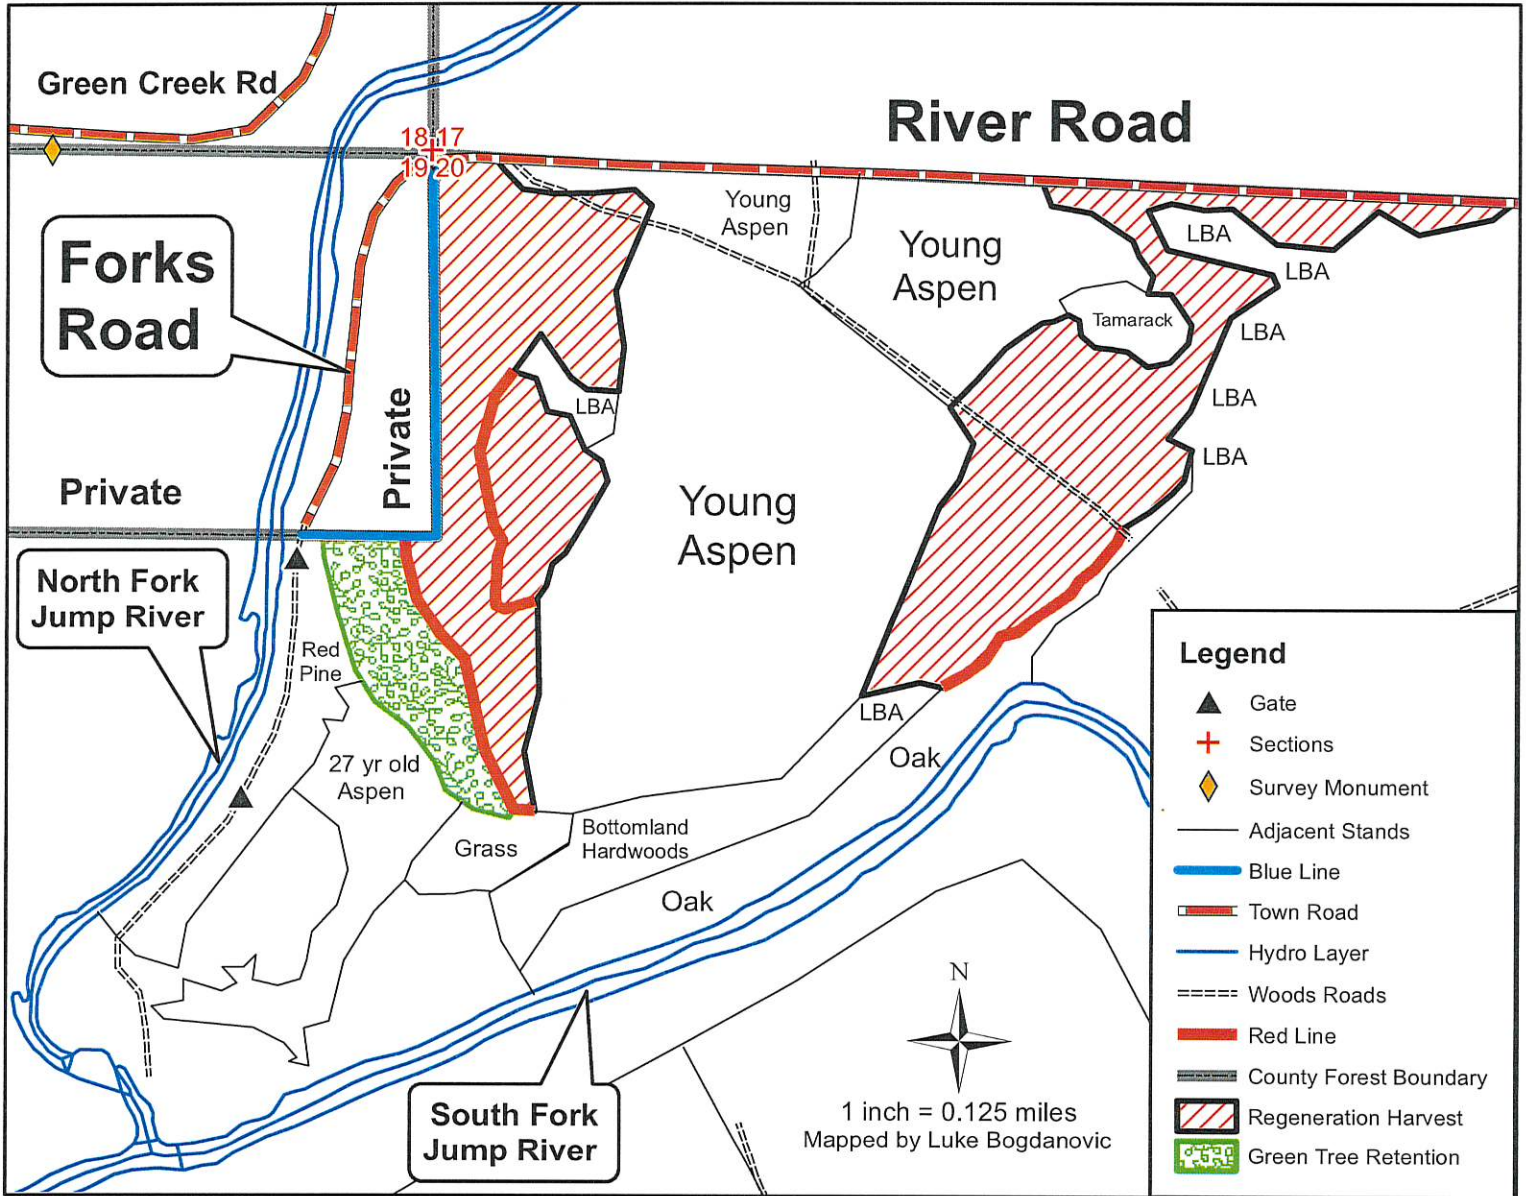 Green Creek Rd
River Road
18 17
19 20
Young
Aspen
Young
Aspen
LBA
LBA
Forks
Road
Tamarack
LBA
Private
LBA
LBA
LBA
Private
Young
Aspen
North Fork
Jump River
Red
Pine
LBA
27 yr old
Aspen
Oak
Grass
Bottomland
Hardwoods
Oak
South Fork
Jump River
N
1 inch = 0.125 miles
Mapped by Luke Bogdanovic
Legend
Gate
Sections
Survey Monument
Adjacent Stands
Blue Line
Town Road
Hydro Layer
Woods Roads
Red Line
County Forest Boundary
Regeneration Harvest
Green Tree Retention